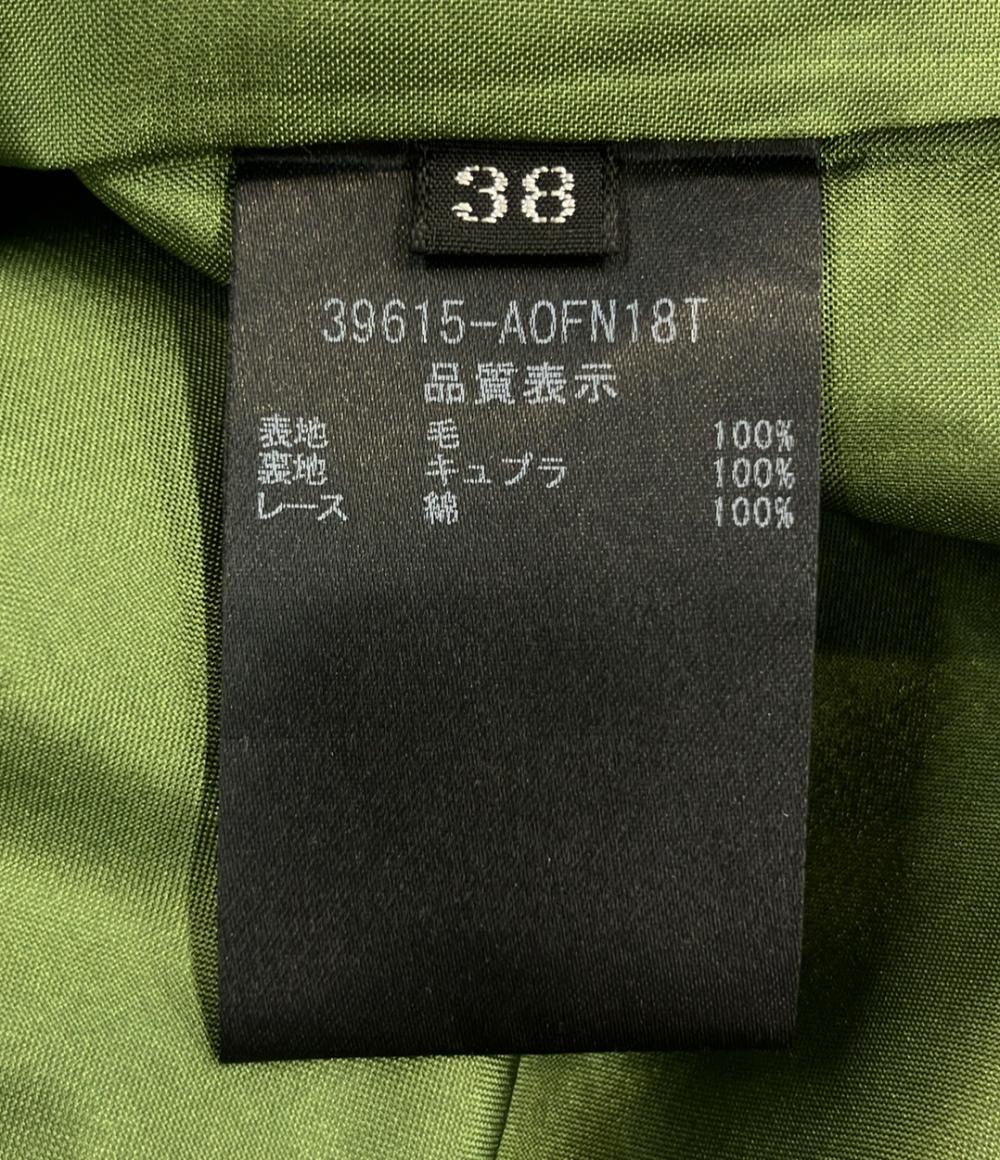 38
39615-AOFN18T
品質表示
表地 毛 100%
裏地 キュプラ 100%
レース 綿 100%